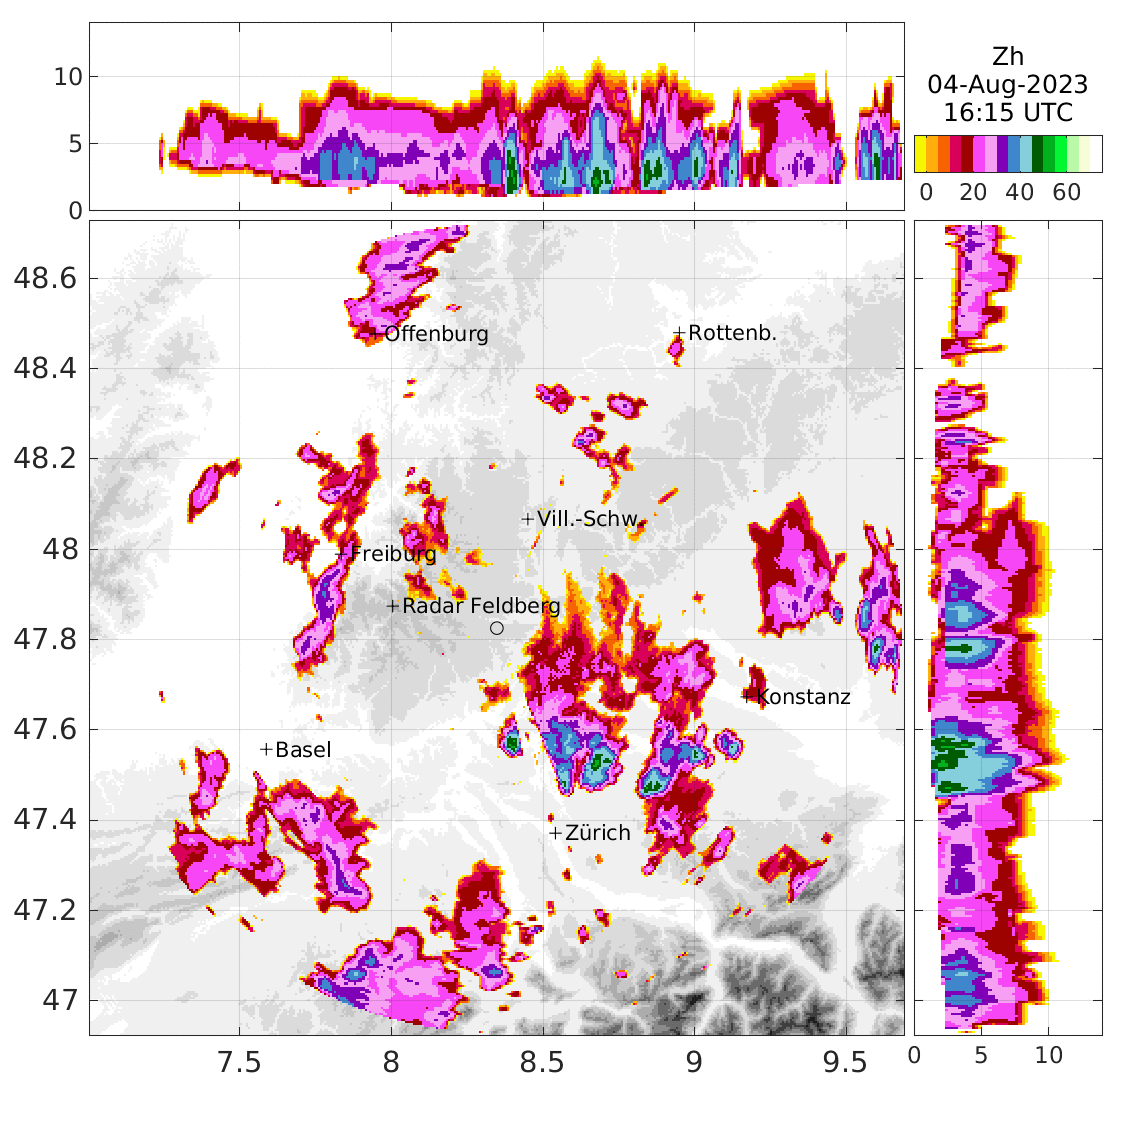 10
5
0
Zh
04-Aug-2023
16:15 UTC
0 20 40 60
48.6
48.4
48.2
48
47.8
47.6
47.4
47.2
47
Offenburg
Rottenb.
Vill.-Schw.
Freiburg
Radar Feldberg
Konstanz
Basel
Zürich
7.5 8 8.5 9 9.5
0 5 10